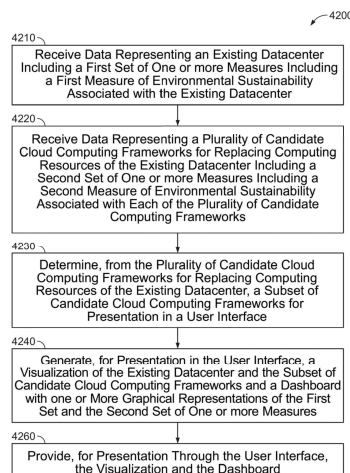 4200
4210
Receive Data Representing an Existing Datacenter
Including a First Set of One or more Measures Including
a First Measure of Environmental Sustainability
Associated with the Existing Datacenter
4220
Receive Data Representing a Plurality of Candidate
Cloud Computing Frameworks for Replacing Computing
Resources of the Existing Datacenter Including a
Second Set of One or more Measures Including a
Second Measure of Environmental Sustainability
Associated with Each of the Plurality of Candidate
Computing Frameworks
4230
Determine, from the Plurality of Candidate Cloud
Computing Frameworks for Replacing Computing
Resources of the Existing Datacenter, a Subset of
Candidate Cloud Computing Frameworks for
Presentation in a User Interface
4240
Generate, for Presentation in the User Interface, a
Visualization of the Existing Datacenter and the Subset of
Candidate Cloud Computing Frameworks and a Dashboard
with one or More Graphical Representations of the First
Set and the Second Set of One or more Measures
4260
Provide, for Presentation Through the User Interface,
the Visualization and the Dashboard